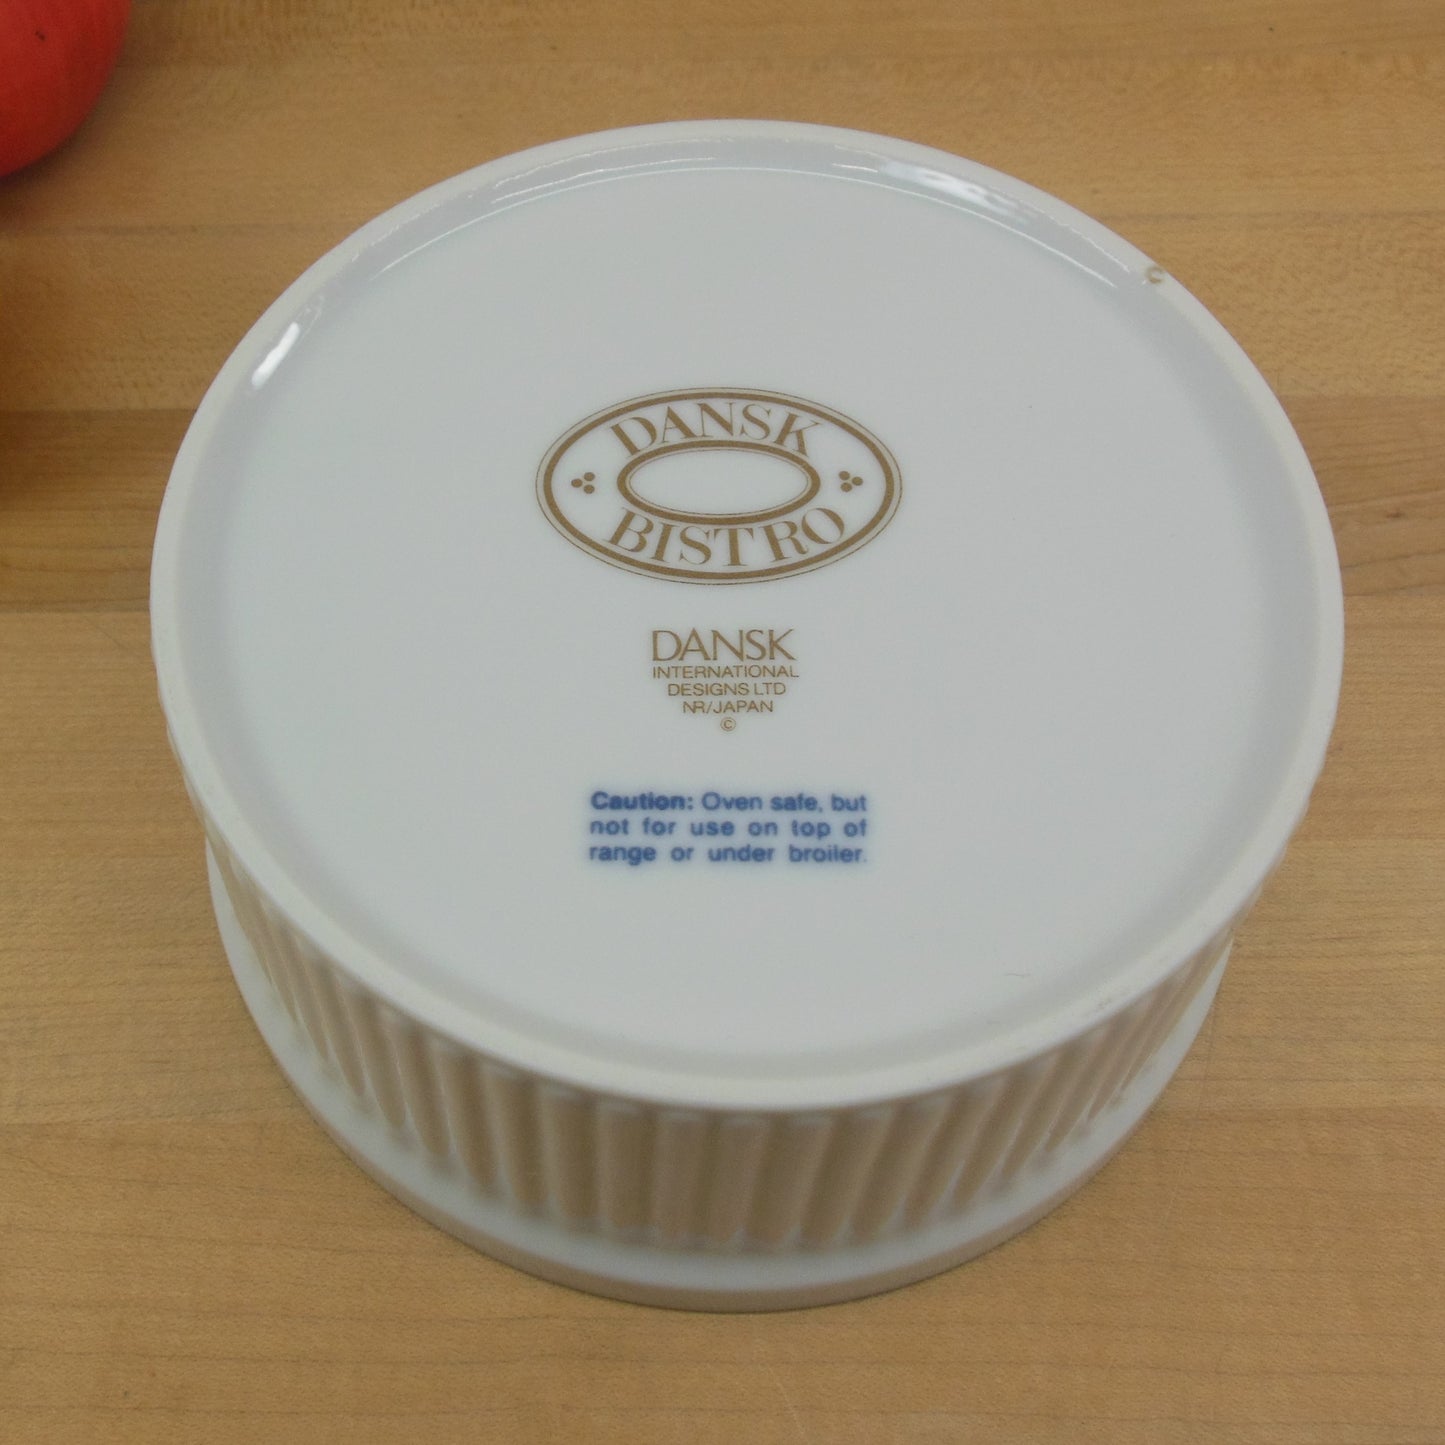 DANSK
BISTRO
DANSK
INTERNATIONAL
DESIGNS LTD
NR/JAPAN
©
Caution: Oven safe, but
not for use on top of
range or under broiler.